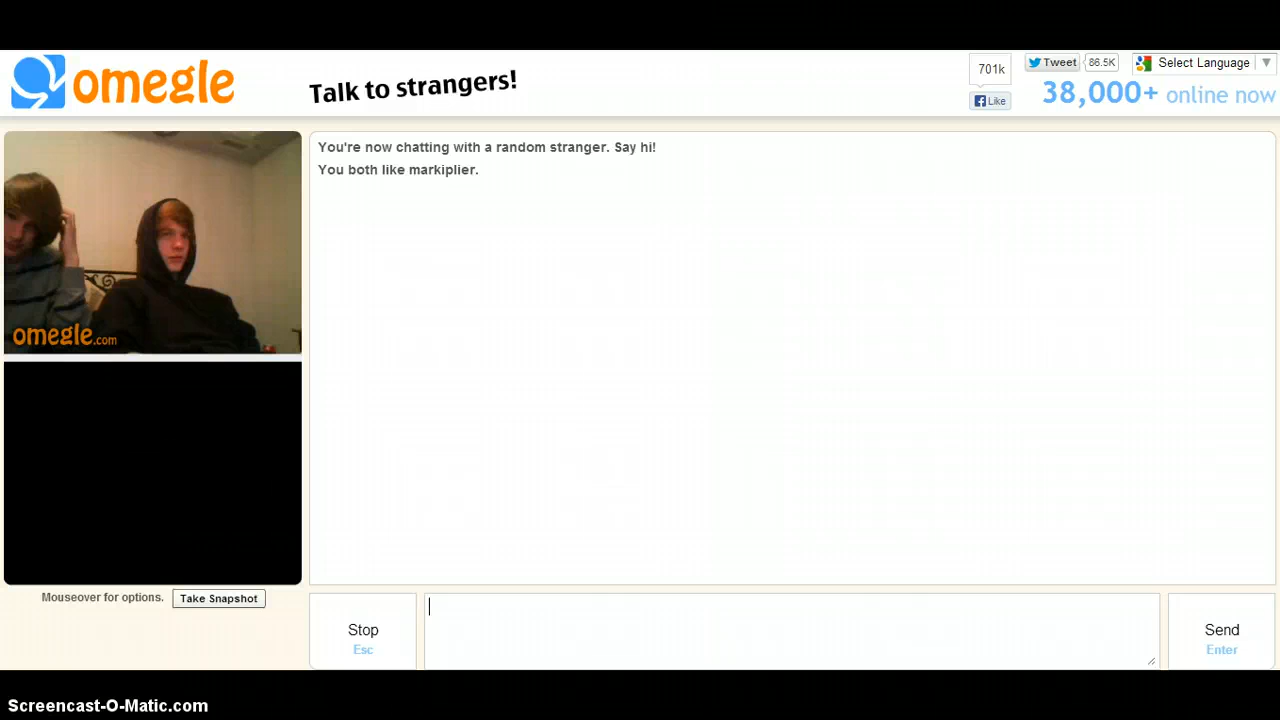 omegle
Talk to strangers!
701k
Like
Tweet
86.5K
Select Language
38,000+ online now
omegle.com
You're now chatting with a random stranger. Say hi!
You both like markiplier.
Mouseover for options.
Take Snapshot
Stop
Esc
Send
Enter
Screencast-O-Matic.com